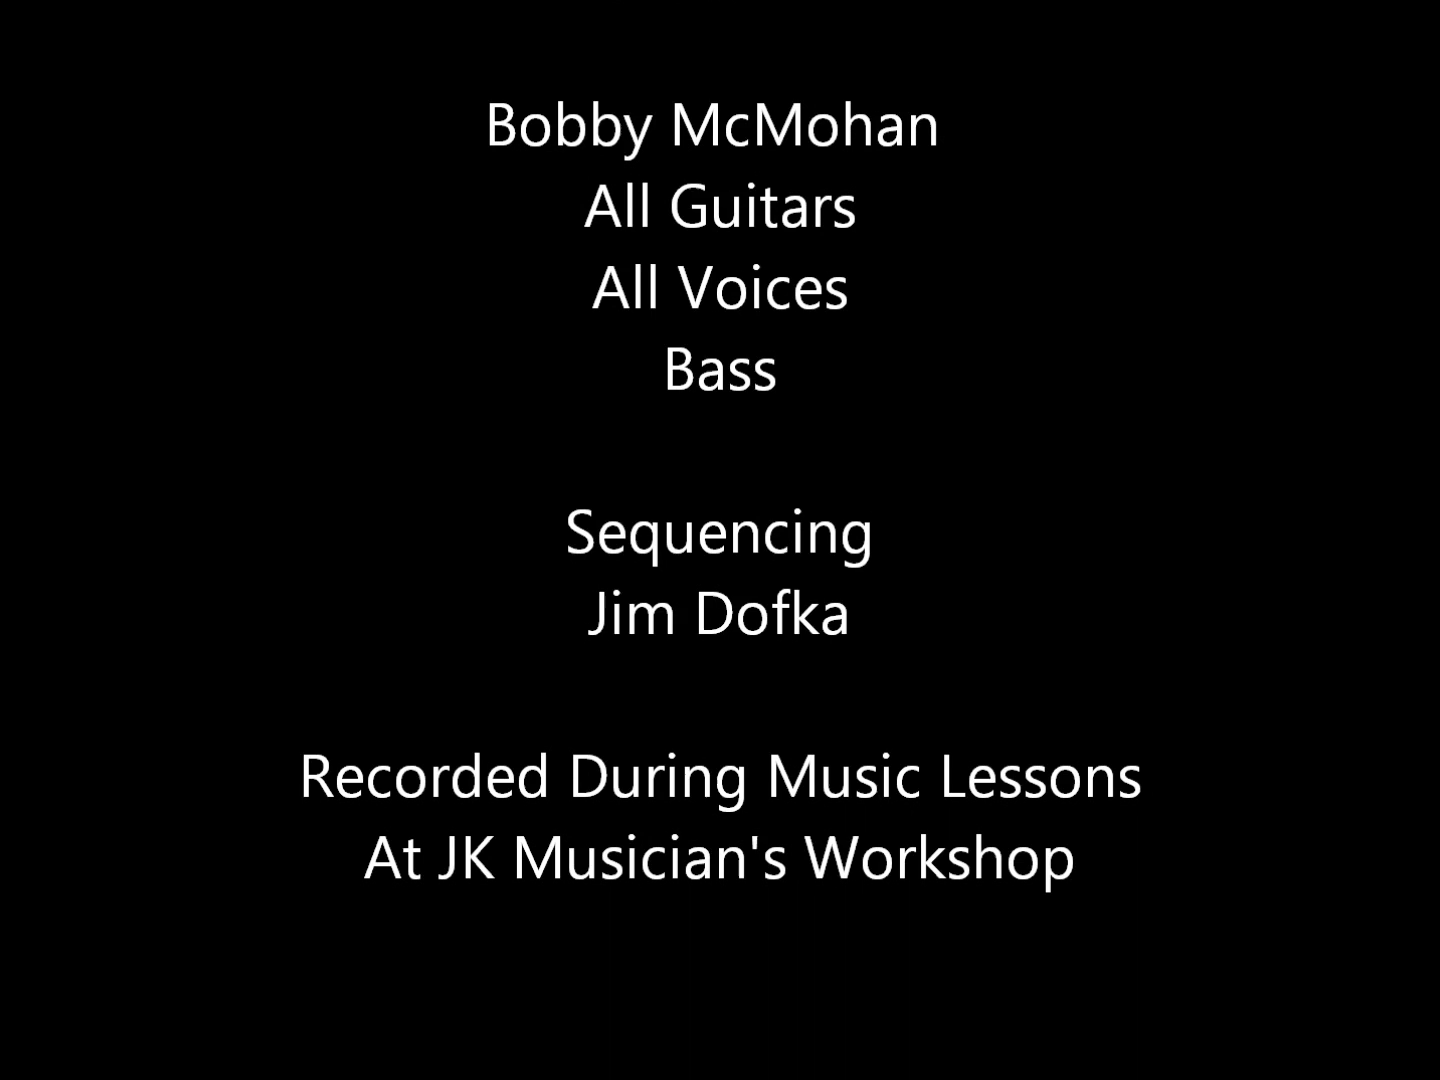 Bobby McMohan
All Guitars
All Voices
Bass
Sequencing
Jim Dofka
Recorded During Music Lessons
At JK Musician's Workshop